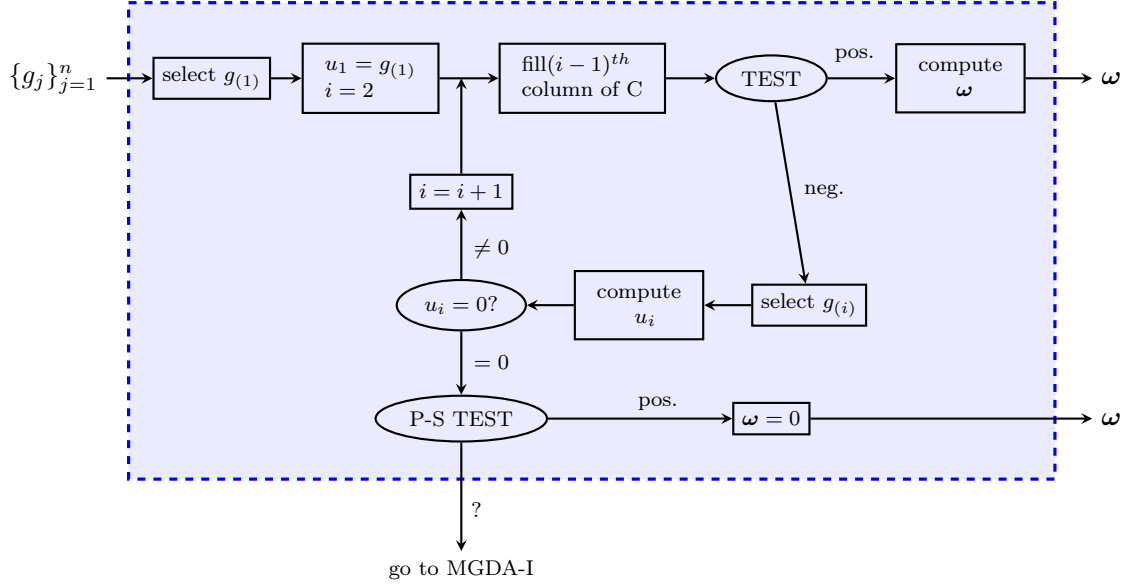 {g_j}_{j=1}^n
select g_(1)
u_1 = g_(1)
i = 2
fill(i − 1)^{th}
column of C
TEST
pos.
compute
ω
ω
neg.
i = i + 1
≠ 0
u_i = 0?
compute
u_i
select g_(i)
= 0
P-S TEST
pos.
ω = 0
ω
?
go to MGDA-I